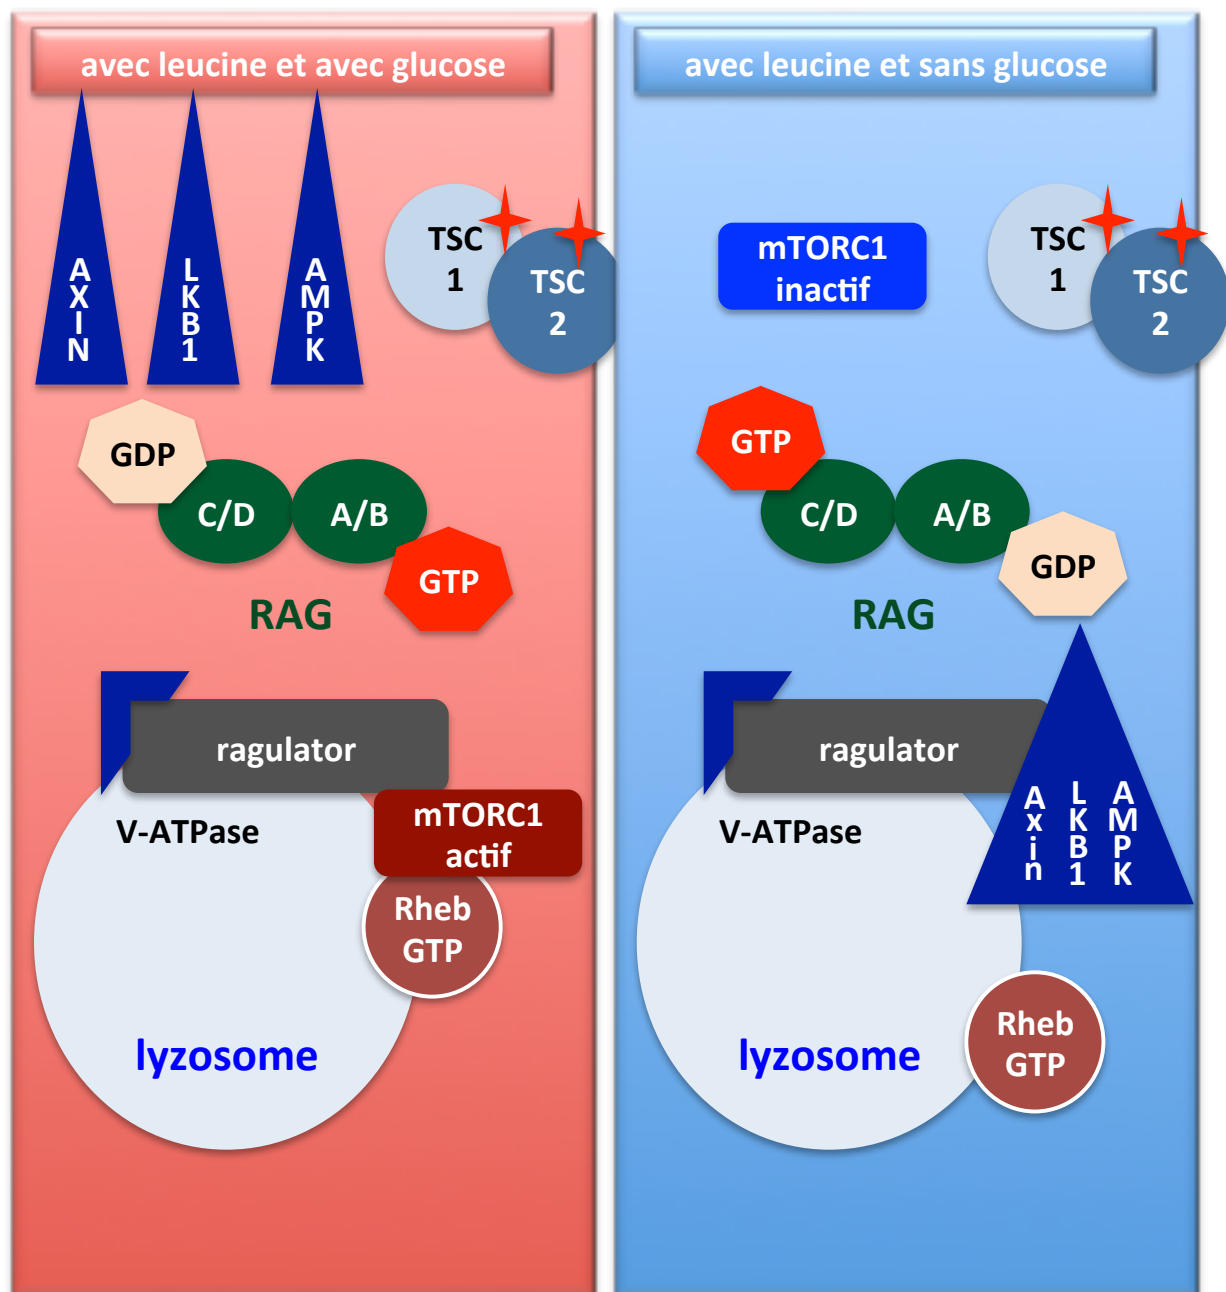 avec leucine et avec glucose
AXIN
LKB1
AMPK
TSC
1
TSC
2
GDP
C/D
A/B
GTP
RAG
ragulator
V-ATPase
mTORC1
actif
Rheb
GTP
lyzosome
avec leucine et sans glucose
mTORC1
inactif
TSC
1
TSC
2
GTP
C/D
A/B
GDP
RAG
ragulator
Axin
LKB1
AMPK
V-ATPase
Rheb
GTP
lyzosome